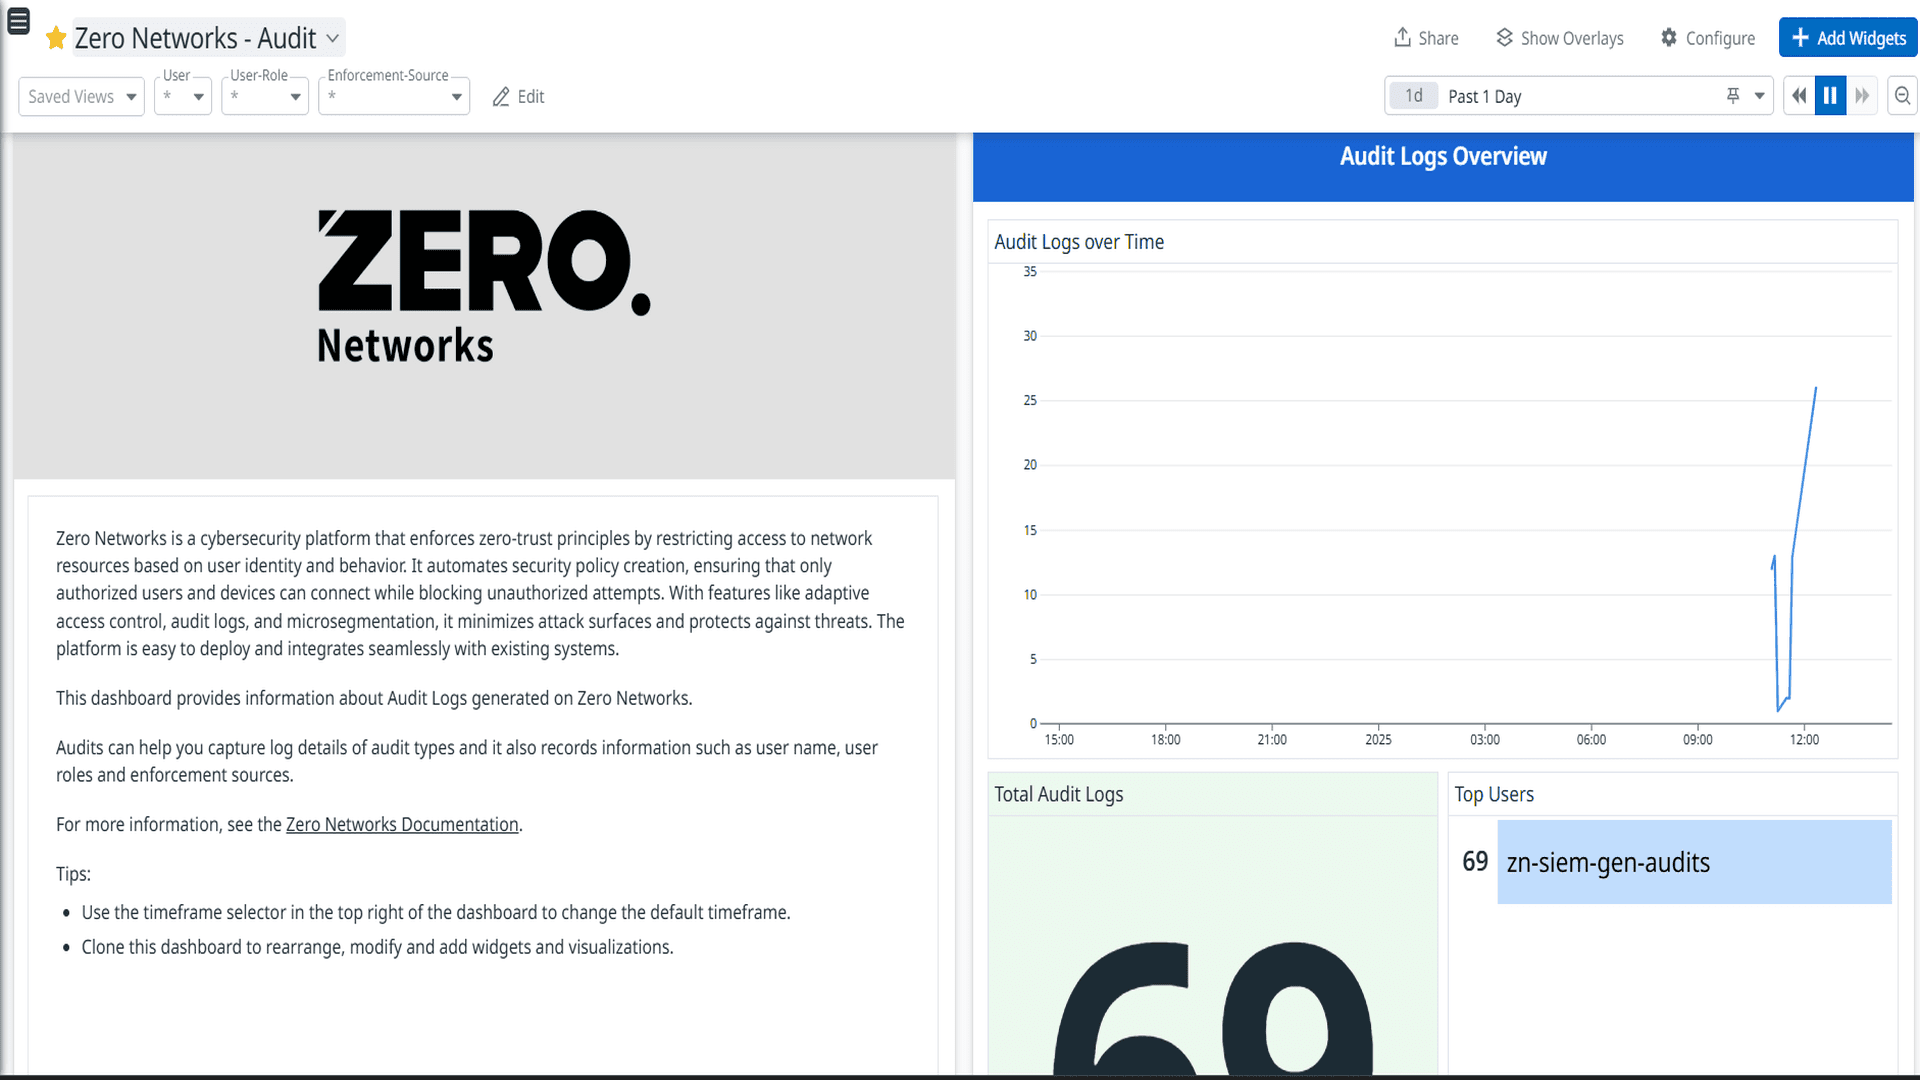 Zero Networks - Audit
Share
Show Overlays
Configure
Add Widgets
Saved Views
User
*
User-Role
*
Enforcement-Source
*
Edit
1d
Past 1 Day
ZERO.
Networks
Zero Networks is a cybersecurity platform that enforces zero-trust principles by restricting access to network
resources based on user identity and behavior. It automates security policy creation, ensuring that only
authorized users and devices can connect while blocking unauthorized attempts. With features like adaptive
access control, audit logs, and microsegmentation, it minimizes attack surfaces and protects against threats. The
platform is easy to deploy and integrates seamlessly with existing systems.
This dashboard provides information about Audit Logs generated on Zero Networks.
Audits can help you capture log details of audit types and it also records information such as user name, user
roles and enforcement sources.
For more information, see the Zero Networks Documentation.
Tips:
• Use the timeframe selector in the top right of the dashboard to change the default timeframe.
• Clone this dashboard to rearrange, modify and add widgets and visualizations.
Audit Logs Overview
Audit Logs over Time
35
30
25
20
15
10
5
0
15:00 18:00 21:00 2025 03:00 06:00 09:00 12:00
Total Audit Logs
69
Top Users
69 zn-siem-gen-audits